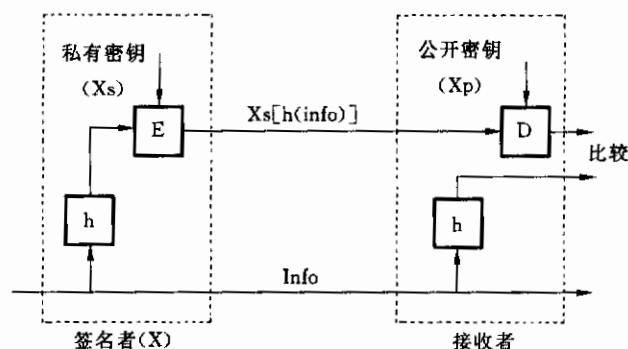 私有密钥
(Xs)
公开密钥
(Xp)
E
Xs[h(info)]
D
比较
h
h
Info
签名者(X)
接收者